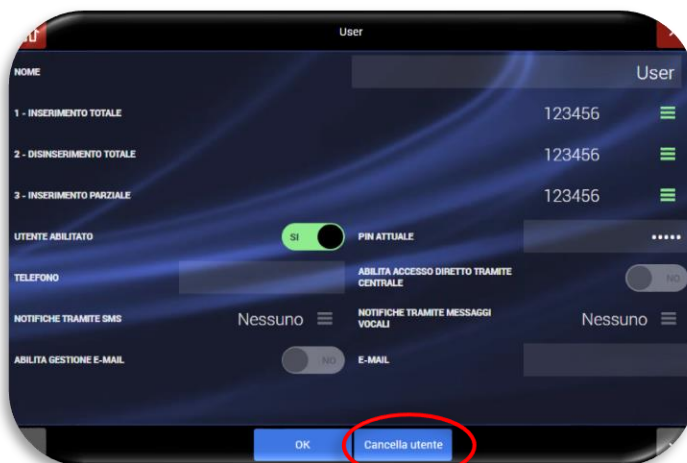 User
NOME
User
1 - INSERIMENTO TOTALE
123456
2 - DISINSERIMENTO TOTALE
123456
3 - INSERIMENTO PARZIALE
123456
UTENTE ABILITATO
SI
PIN ATTUALE
•••••
TELEFONO
ABILITA ACCESSO DIRETTO TRAMITE
CENTRALE
NO
NOTIFICHE TRAMITE SMS
Nessuno
NOTIFICHE TRAMITE MESSAGGI
VOCALI
Nessuno
ABILITA GESTIONE E-MAIL
NO
E-MAIL
OK
Cancella utente